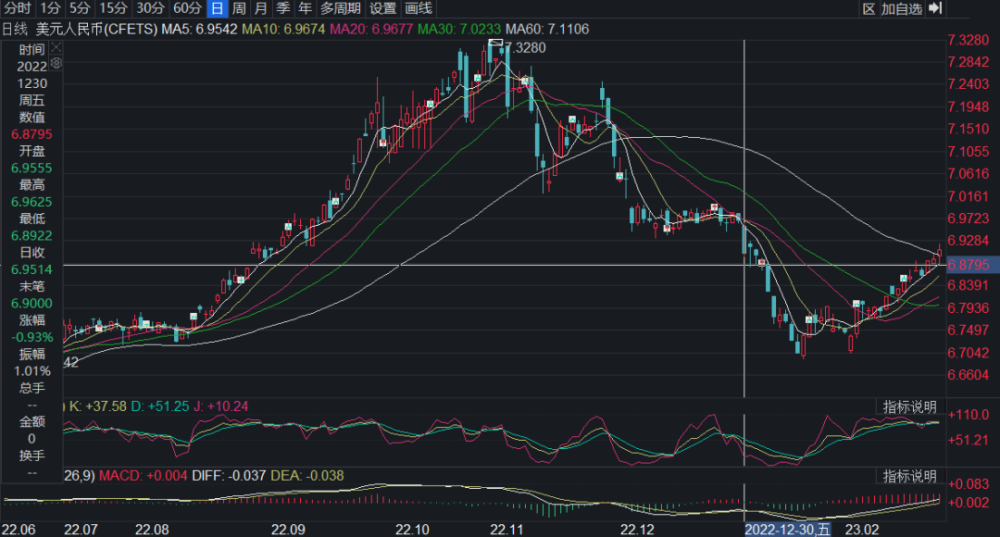 分时 1分 5分 15分 30分 60分 日 周 月 季 年 多周期 设置 画线 区 加自选
日线 美元人民币(CFETS) MA5: 6.9542 MA10: 6.9674 MA20: 6.9677 MA30: 7.0233 MA60: 7.1106
时间
2022
1230
周五
数值
6.8795
开盘
6.9555
最高
6.9625
最低
6.8922
日收
6.9514
末笔
6.9000
涨幅
-0.93%
振幅
1.01%
总手
--
金额
0
换手
--
7.3280
42
7.3280
7.2842
7.2403
7.1948
7.1510
7.1055
7.0616
7.0161
6.9723
6.9284
6.8795
6.8391
6.7936
6.7497
6.7042
6.6604
) K: +37.58 D: +51.25 J: +10.24 指标说明
+110.0
+51.21
26,9) MACD: +0.004 DIFF: -0.037 DEA: -0.038 指标说明
+0.083
+0.002
22.06 22.07 22.08 22.09 22.10 22.11 22.12 2022-12-30,五 23.02